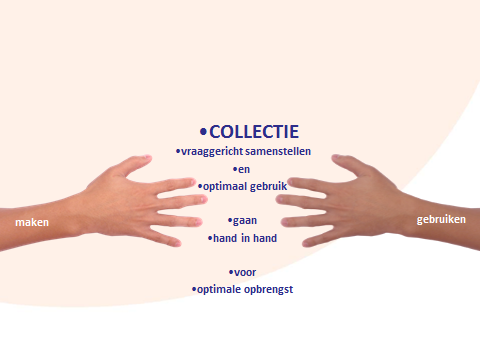 •COLLECTIE
•vraaggericht samenstellen
•en
•optimaal gebruik
maken
•gaan
gebruiken
•hand in hand
•voor
•optimale opbrengst